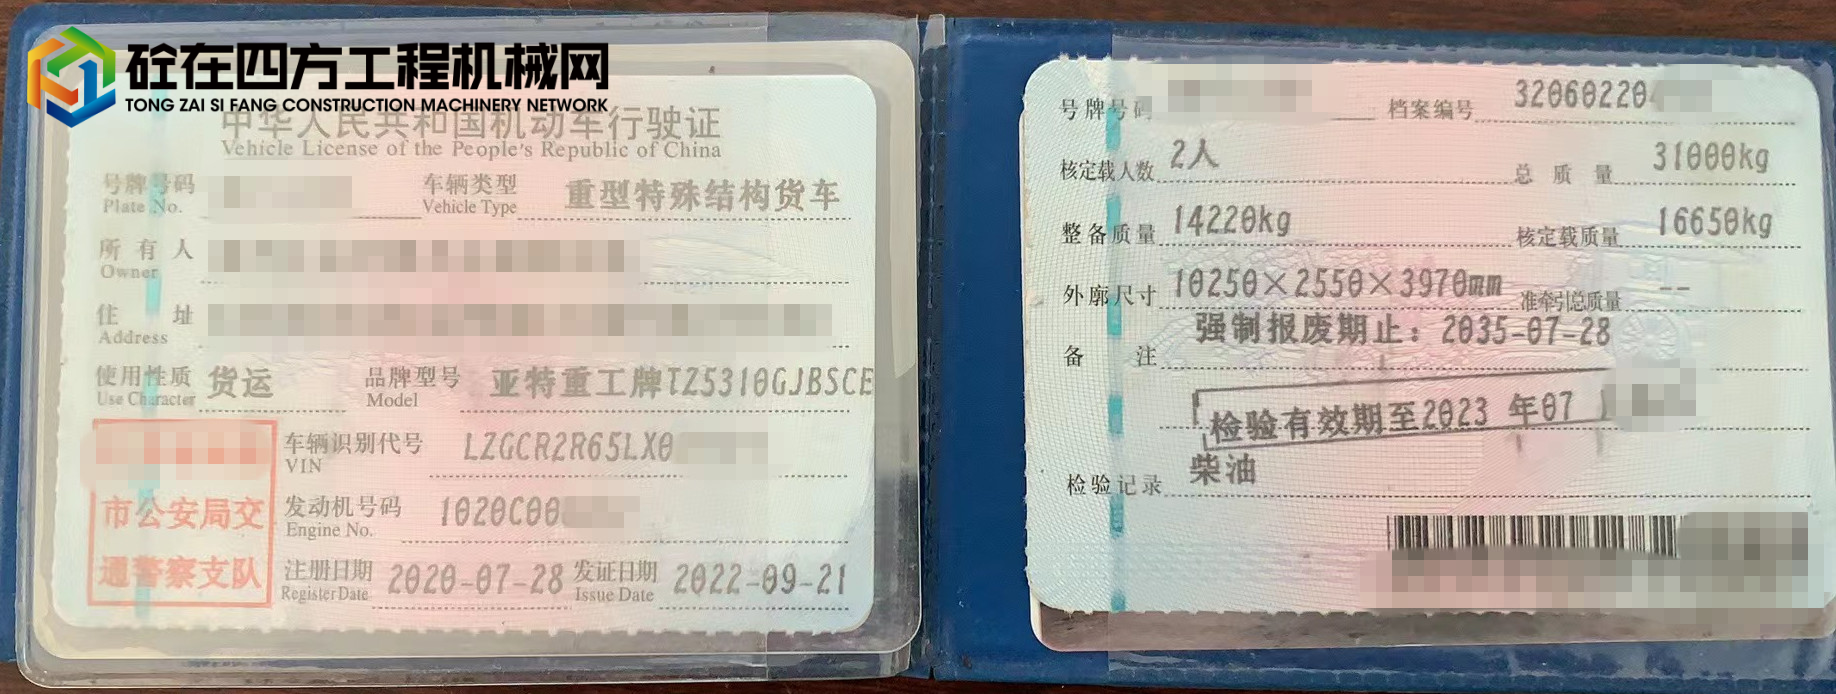 砼在四方工程机械网
TONG ZAI SI FANG CONSTRUCTION MACHINERY NETWORK
中华人民共和国机动车行驶证
Vehicle License of the People's Republic of China
号牌号码 车辆类型 重型特殊结构货车
Plate No. Vehicle Type
所有人
Owner
住址
Address
使用性质 货运 品牌型号 亚特重工牌TZ5310GJBSCE
Use Character Model
车辆识别代号 LZGCR2R65LX0
VIN
市公安局交
通警察支队
发动机号码 1020C00
Engine No.
注册日期 2020-07-28 发证日期 2022-09-21
Register Date Issue Date
号牌号码 档案编号 320602204
核定载人数 2人 总质量 31000kg
整备质量 14220kg 核定载质量 16650kg
外廓尺寸 10250×2550×3970mm 准牵引总质量 --
备注 强制报废期止：2035-07-28
检验有效期至2023 年07
检验记录 柴油